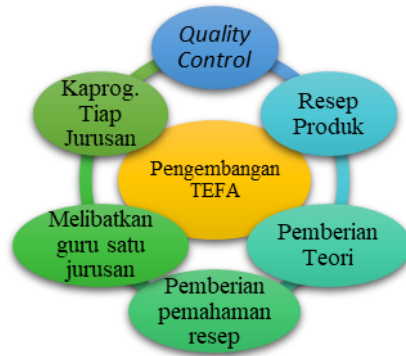 Quality
Control
Resep
Produk
Pemberian
Teori
Pemberian
pemahaman
resep
Melibatkan
guru satu
jurusan
Kaprog.
Tiap
Jurusan
Pengembangan
TEFA